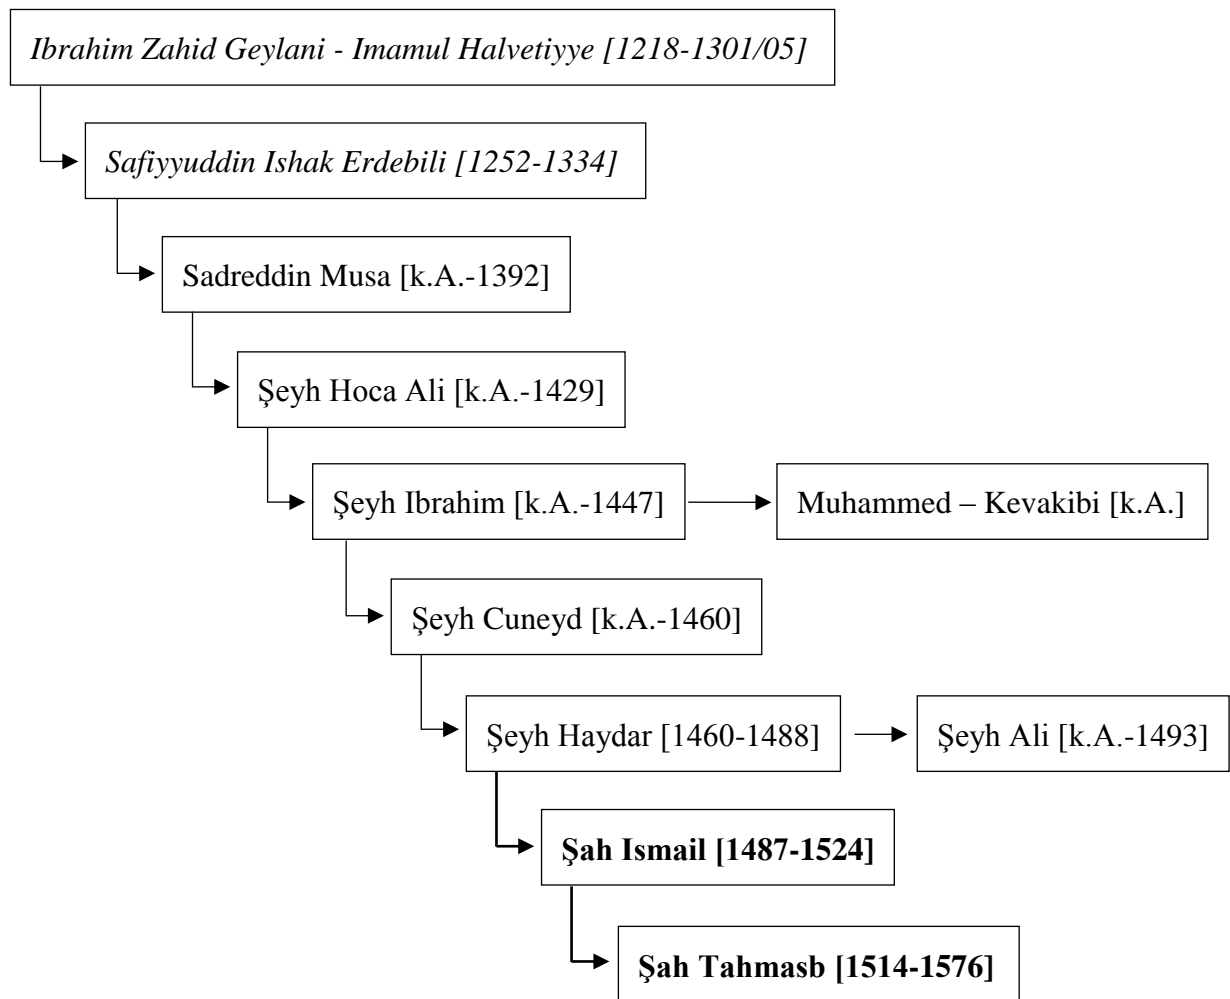 Ibrahim Zahid Geylani - Imamul Halvetiyye [1218-1301/05]
Safiyyuddin Ishak Erdebili [1252-1334]
Sadreddin Musa [k.A.-1392]
Şeyh Hoca Ali [k.A.-1429]
Şeyh Ibrahim [k.A.-1447]
Muhammed – Kevakibi [k.A.]
Şeyh Cuneyd [k.A.-1460]
Şeyh Haydar [1460-1488]
Şeyh Ali [k.A.-1493]
Şah Ismail [1487-1524]
Şah Tahmasb [1514-1576]